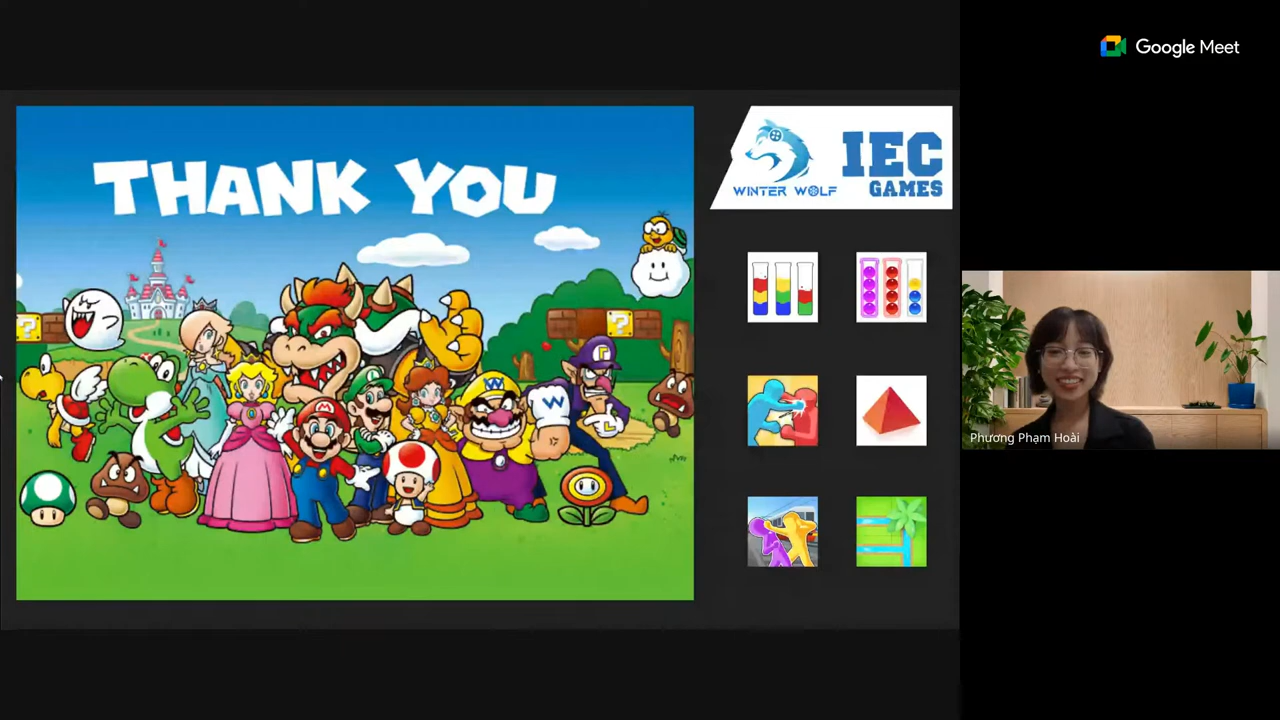 THANK YOU
WINTER WOLF
IEC
GAMES
Google Meet
Phương Phạm Hoài
?
?
M
L
W
W